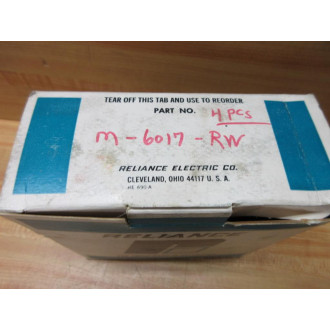 TEAR OFF THIS TAB AND USE TO REORDER
PART NO. 4 PCS
M-6017-RW
RELIANCE ELECTRIC CO.
CLEVELAND, OHIO 44117 U. S. A.
RELIANCE